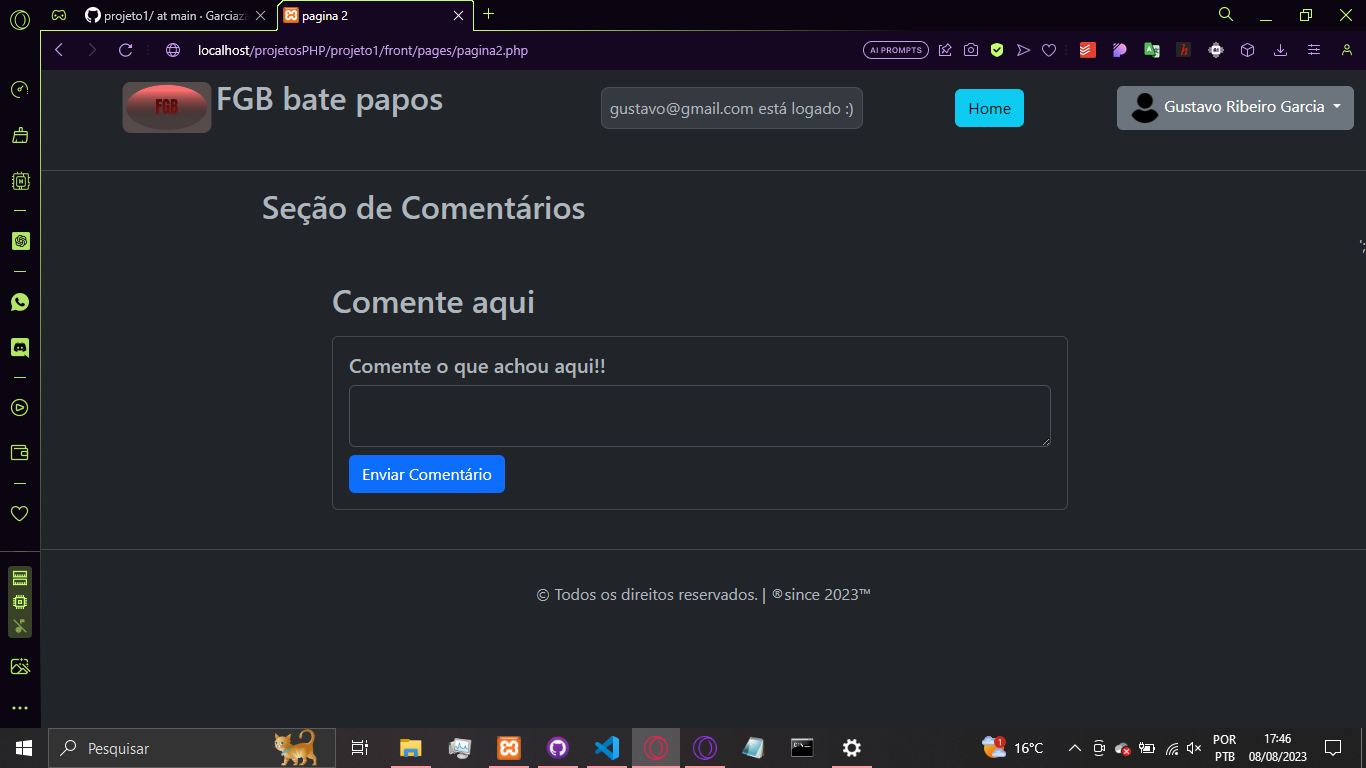 projeto1/ at main · Garciaza
pagina 2
localhost/projetosPHP/projeto1/front/pages/pagina2.php
AI PROMPTS
FGB
FGB bate papos
gustavo@gmail.com está logado :)
Home
Gustavo Ribeiro Garcia
Seção de Comentários
Comente aqui
Comente o que achou aqui!!
Enviar Comentário
© Todos os direitos reservados. | ®since 2023™
Pesquisar
1
16°C
POR
PTB
17:46
08/08/2023